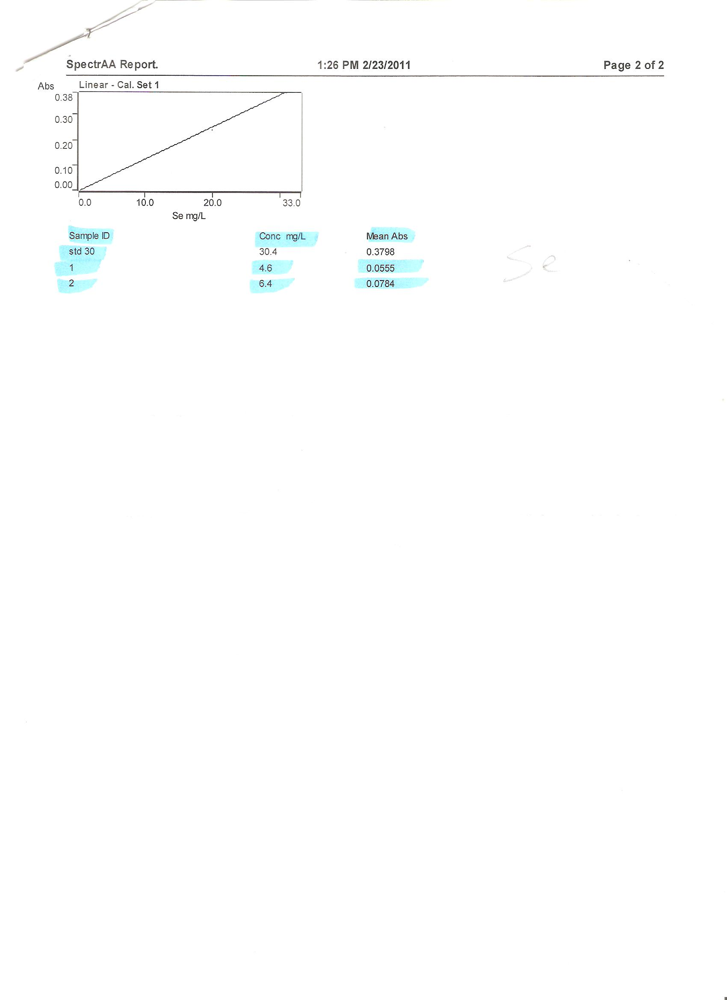 SpectrAA Report. 1:26 PM 2/23/2011 Page 2 of 2
Abs Linear - Cal. Set 1
0.38
0.30
0.20
0.10
0.00
0.0 10.0 20.0 33.0
Se mg/L
Sample ID Conc mg/L Mean Abs
std 30 30.4 0.3798
1 4.6 0.0555
2 6.4 0.0784
Se